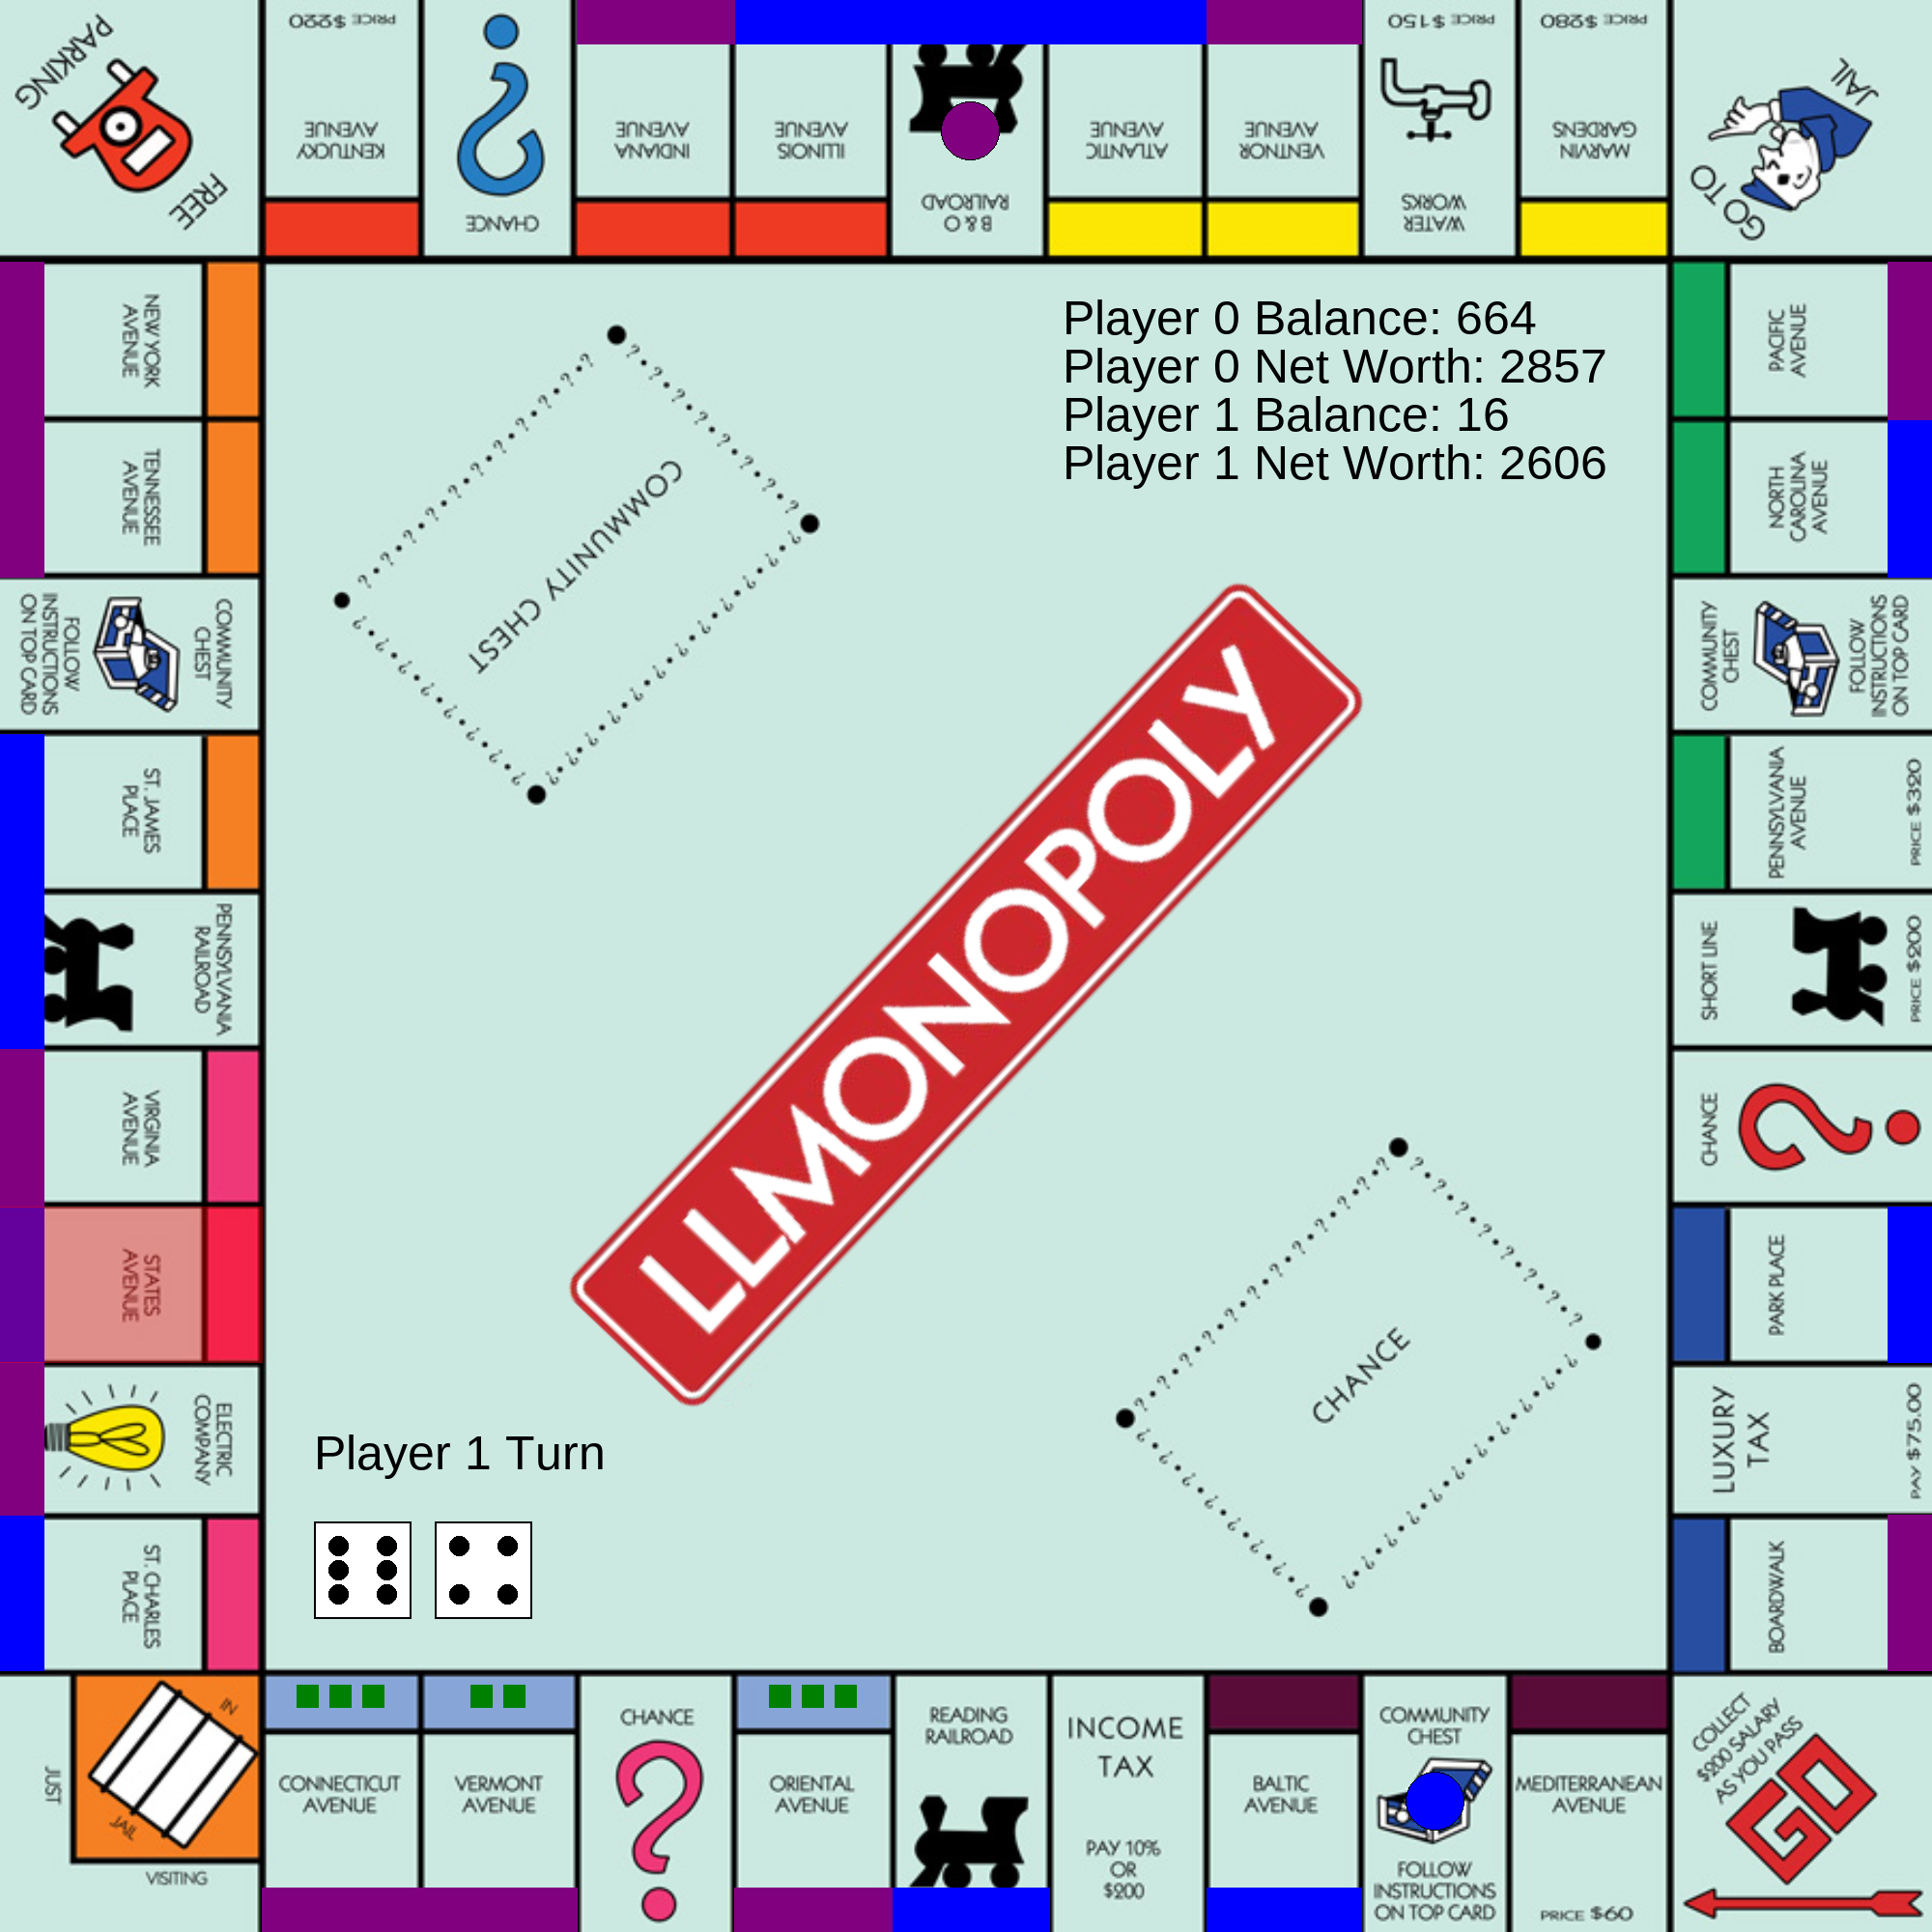 FREE
PARKING
PRICE $220
KENTUCKY
AVENUE
CHANCE
INDIANA
AVENUE
ILLINOIS
AVENUE
B & O
RAILROAD
ATLANTIC
AVENUE
VENTNOR
AVENUE
PRICE $150
WATER
WORKS
PRICE $280
MARVIN
GARDENS
GO TO
JAIL
NEW YORK
AVENUE
TENNESSEE
AVENUE
COMMUNITY
CHEST
FOLLOW
INSTRUCTIONS
ON TOP CARD
ST. JAMES
PLACE
PENNSYLVANIA
RAILROAD
VIRGINIA
AVENUE
STATES
AVENUE
ELECTRIC
COMPANY
ST. CHARLES
PLACE
Player 0 Balance: 664
Player 0 Net Worth: 2857
Player 1 Balance: 16
Player 1 Net Worth: 2606
COMMUNITY CHEST
LLMONOPOLY
CHANCE
Player 1 Turn
PACIFIC
AVENUE
NORTH
CAROLINA
AVENUE
COMMUNITY
CHEST
FOLLOW
INSTRUCTIONS
ON TOP CARD
PENNSYLVANIA
AVENUE
PRICE $320
SHORT LINE
PRICE $200
CHANCE
PARK PLACE
LUXURY
TAX
PAY $75.00
BOARDWALK
JUST
VISITING
IN
JAIL
CONNECTICUT
AVENUE
VERMONT
AVENUE
CHANCE
ORIENTAL
AVENUE
READING
RAILROAD
INCOME
TAX
PAY 10%
OR
$200
BALTIC
AVENUE
COMMUNITY
CHEST
FOLLOW
INSTRUCTIONS
ON TOP CARD
MEDITERRANEAN
AVENUE
PRICE $60
COLLECT
$200 SALARY
AS YOU PASS
GO